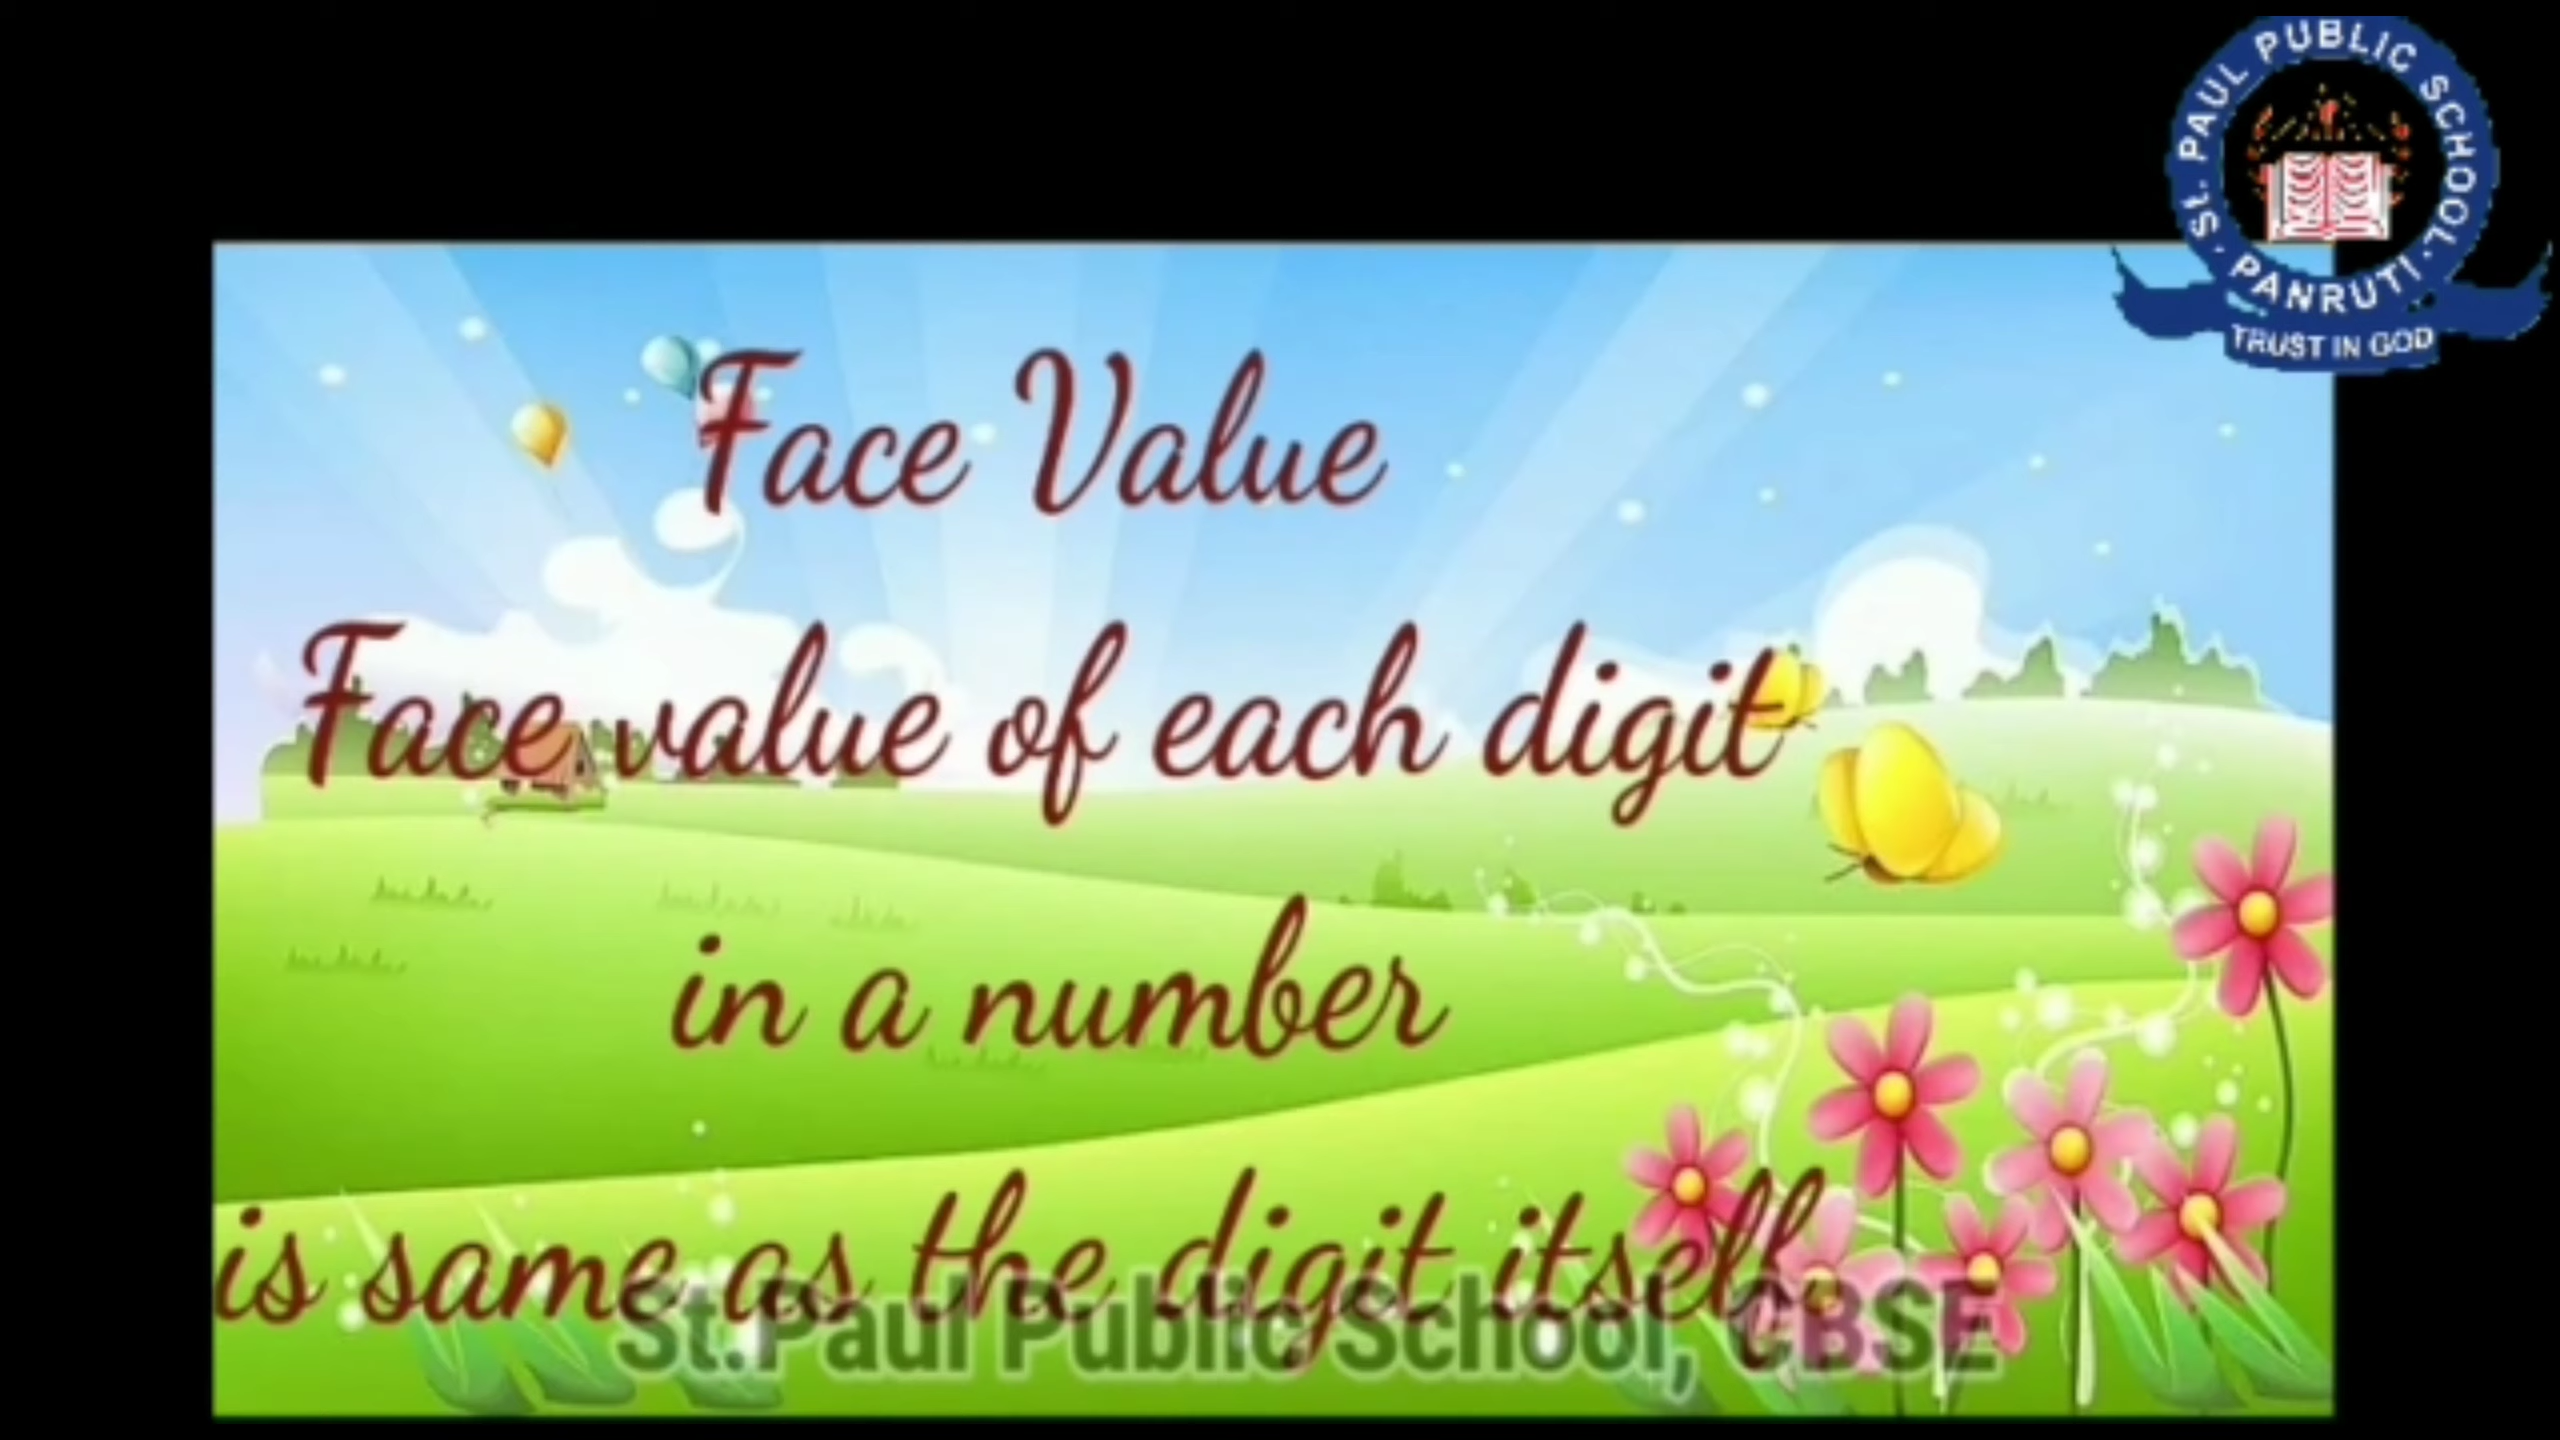 St. PAUL PUBLIC SCHOOL.
PANRUTI.
TRUST IN GOD
Face Value
Face value of each digit
in a number
is same as the digit itself.
St.Paul Public School, CBSE